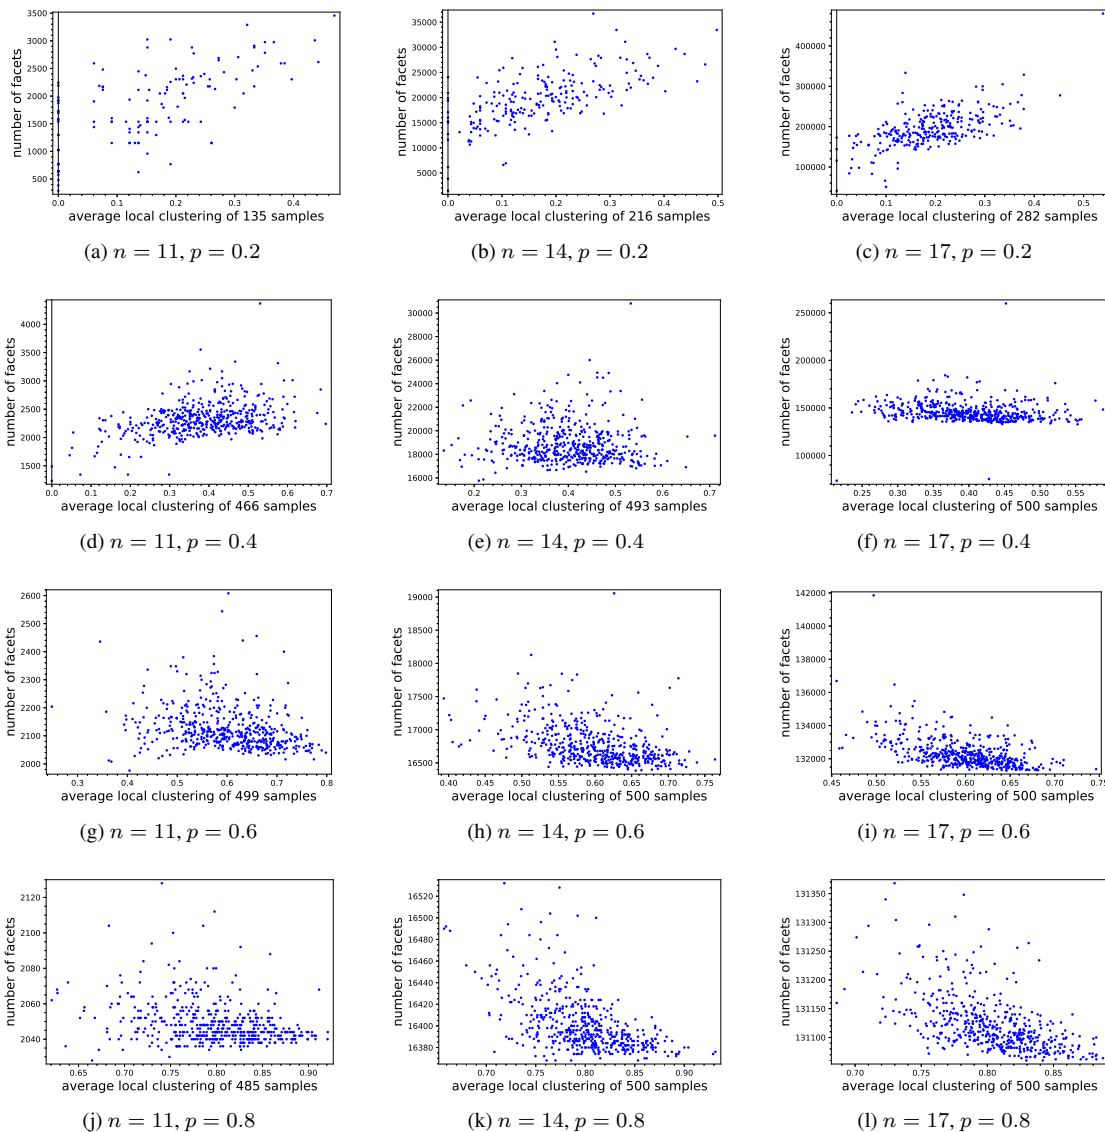 3500
3000
2500
2000
1500
1000
500
number of facets
0.0 0.1 0.2 0.3 0.4
average local clustering of 135 samples
(a) n = 11, p = 0.2
35000
30000
25000
20000
15000
10000
5000
number of facets
0.0 0.1 0.2 0.3 0.4 0.5
average local clustering of 216 samples
(b) n = 14, p = 0.2
400000
300000
200000
100000
number of facets
0.0 0.1 0.2 0.3 0.4 0.5
average local clustering of 282 samples
(c) n = 17, p = 0.2
4000
3500
3000
2500
2000
1500
number of facets
0.0 0.1 0.2 0.3 0.4 0.5 0.6 0.7
average local clustering of 466 samples
(d) n = 11, p = 0.4
30000
28000
26000
24000
22000
20000
18000
16000
number of facets
0.2 0.3 0.4 0.5 0.6 0.7
average local clustering of 493 samples
(e) n = 14, p = 0.4
250000
200000
150000
100000
number of facets
0.25 0.30 0.35 0.40 0.45 0.50 0.55
average local clustering of 500 samples
(f) n = 17, p = 0.4
2600
2500
2400
2300
2200
2100
2000
number of facets
0.3 0.4 0.5 0.6 0.7 0.8
average local clustering of 499 samples
(g) n = 11, p = 0.6
19000
18500
18000
17500
17000
16500
number of facets
0.40 0.45 0.50 0.55 0.60 0.65 0.70 0.75
average local clustering of 500 samples
(h) n = 14, p = 0.6
142000
140000
138000
136000
134000
132000
number of facets
0.45 0.50 0.55 0.60 0.65 0.70 0.75
average local clustering of 500 samples
(i) n = 17, p = 0.6
2120
2100
2080
2060
2040
number of facets
0.65 0.70 0.75 0.80 0.85 0.90
average local clustering of 485 samples
(j) n = 11, p = 0.8
16520
16500
16480
16460
16440
16420
16400
16380
number of facets
0.70 0.75 0.80 0.85 0.90
average local clustering of 500 samples
(k) n = 14, p = 0.8
131350
131300
131250
131200
131150
131100
number of facets
0.70 0.75 0.80 0.85
average local clustering of 500 samples
(l) n = 17, p = 0.8